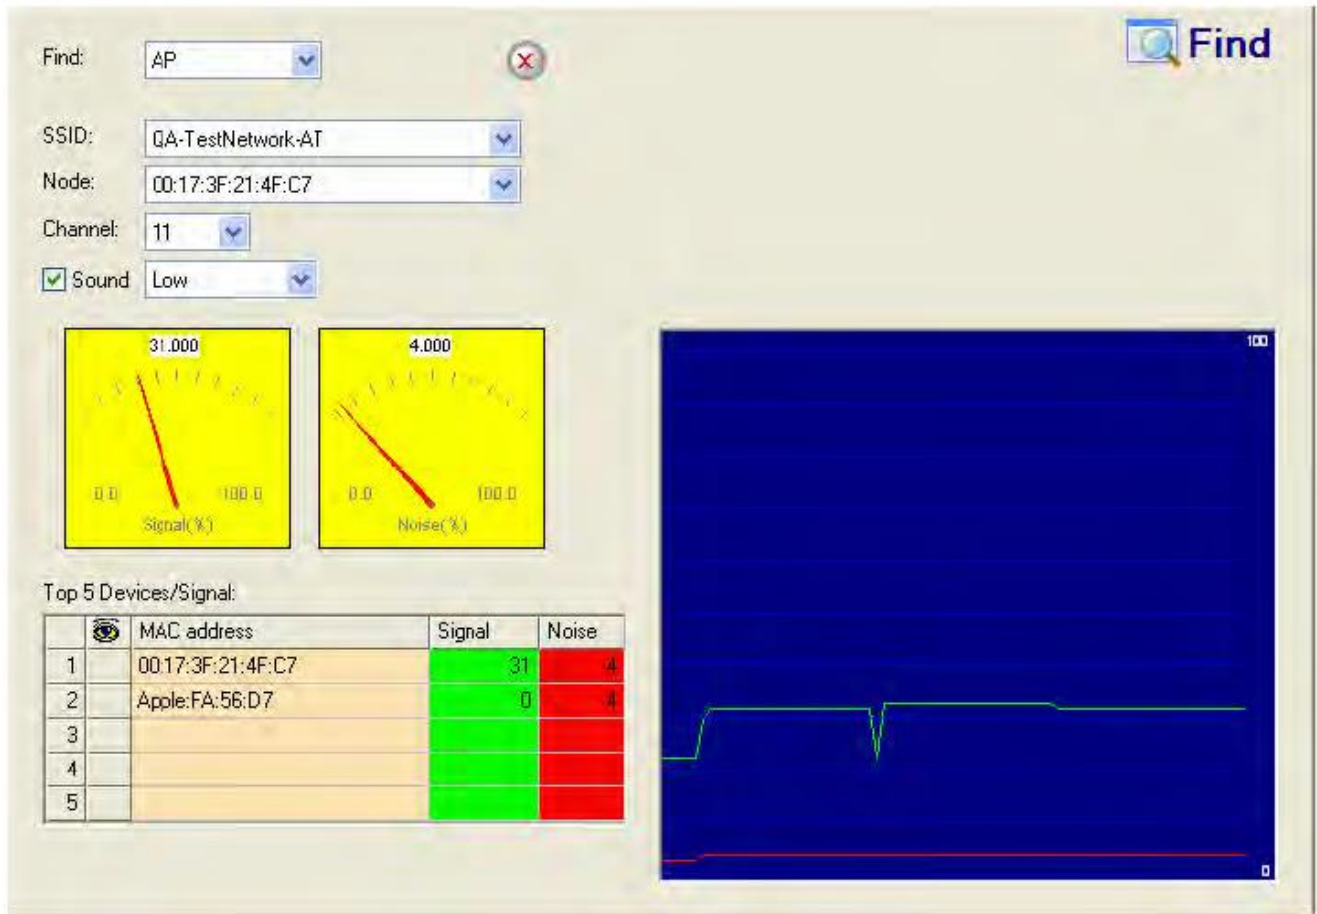 Find
Find: AP
SSID: QA-TestNetwork-AT
Node: 00:17:3F:21:4F:C7
Channel: 11
Sound Low
31.000
0.0 100.0
Signal(%)
4.000
0.0 100.0
Noise(%)
100
0
Top 5 Devices/Signal:
MAC address Signal Noise
1 00:17:3F:21:4F:C7 31 4
2 Apple:FA:56:D7 0 4
3
4
5